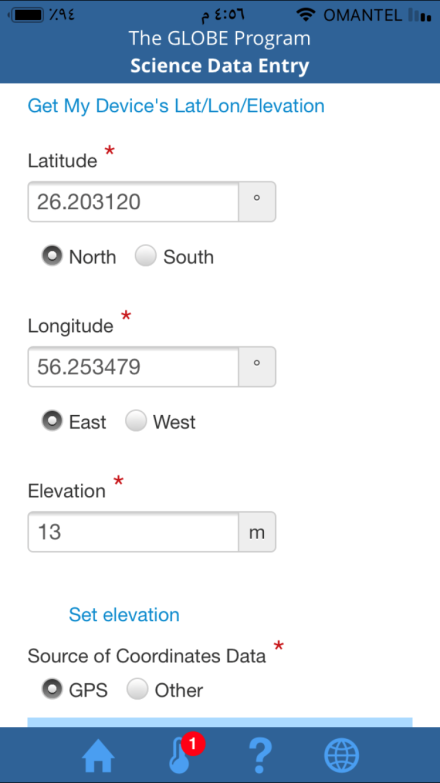 ٪٩٤ ٤:٥٦ م OMANTEL
The GLOBE Program
Science Data Entry
Get My Device's Lat/Lon/Elevation
Latitude *
26.203120 °
North South
Longitude *
56.253479 °
East West
Elevation *
13 m
Set elevation
Source of Coordinates Data *
GPS Other
1
?